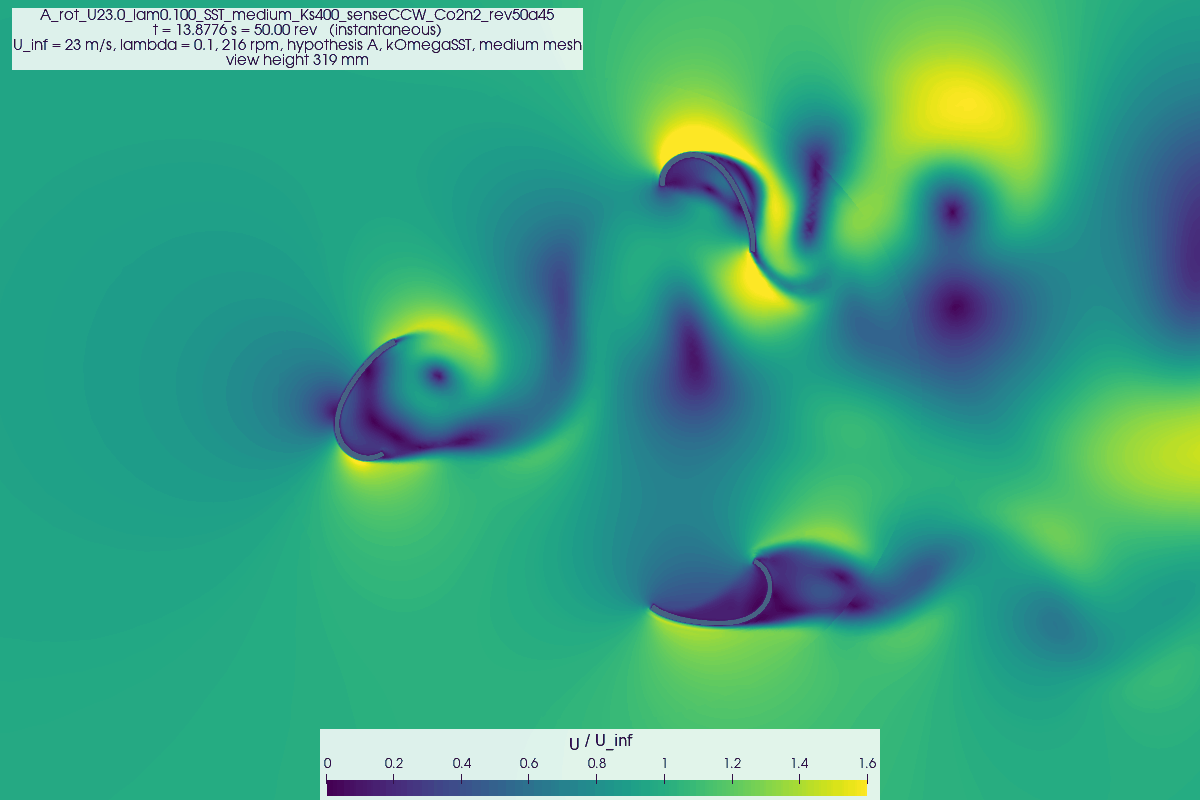 A_rot_U23.0_lam0.100_SST_medium_Ks400_senseCCW_Co2n2_rev50a45
t = 13.8776 s = 50.00 rev (instantaneous)
U_inf = 23 m/s, lambda = 0.1, 216 rpm, hypothesis A, kOmegaSST, medium mesh
view height 319 mm
U / U_inf
0 0.2 0.4 0.6 0.8 1 1.2 1.4 1.6